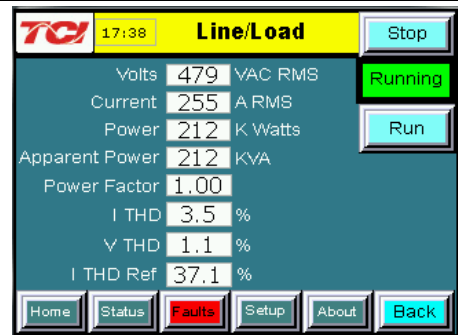 TCI 17:38 Line/Load Stop
Volts 479 VAC RMS Running
Current 255 A RMS
Power 212 K Watts Run
Apparent Power 212 KVA
Power Factor 1.00
I THD 3.5 %
V THD 1.1 %
I THD Ref 37.1 %
Home Status Faults Setup About Back